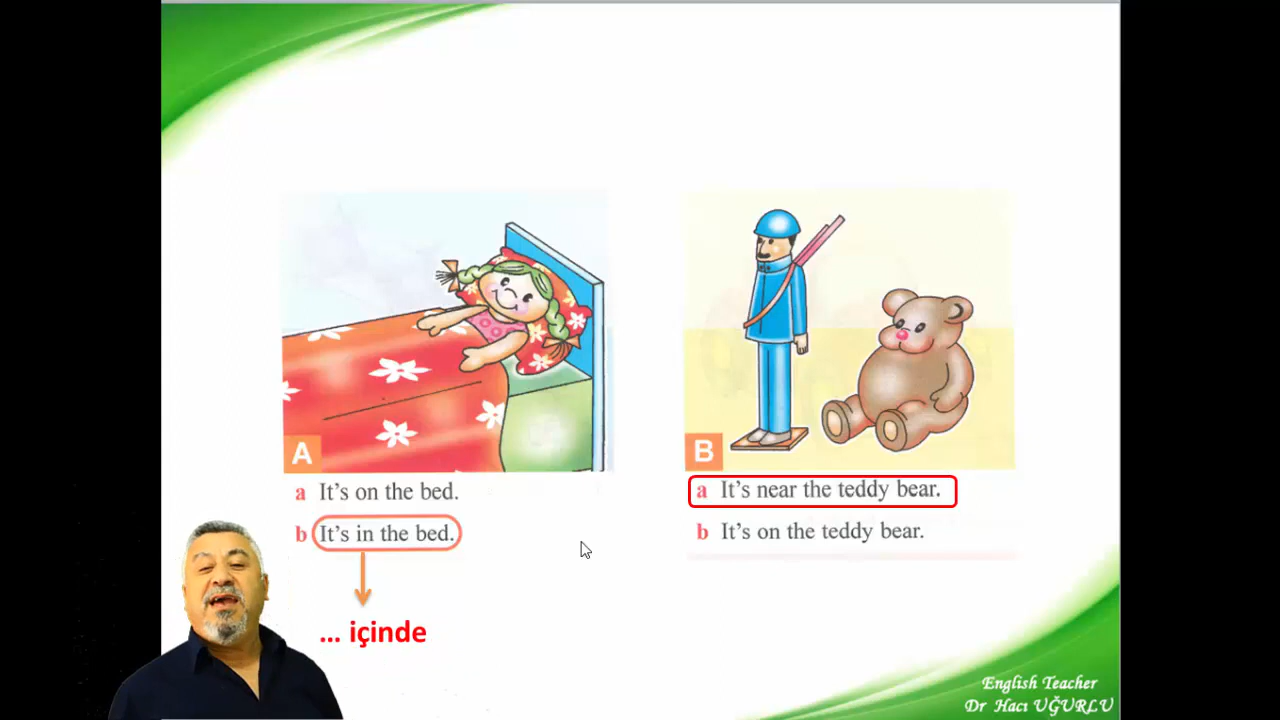 A
a It's on the bed.
b It's in the bed.
... içinde
B
a It's near the teddy bear.
b It's on the teddy bear.
English Teacher
Dr Hacı UĞURLU